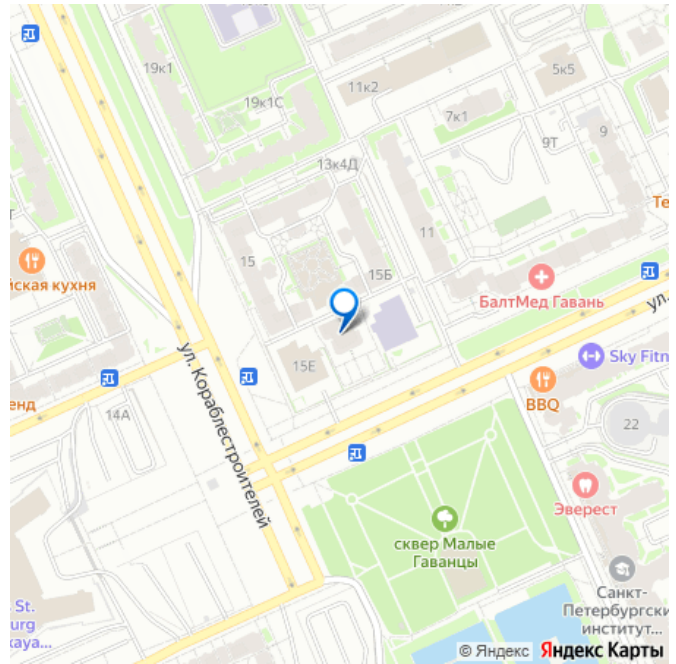 19к1
11к2
5к5
19к1С
7к1
9
9Т
13к4Д
Те
11
15
15Б
йская кухня
БалтМед Гавань
ул.
ул. Кораблестроителей
15Е
Sky Fitn
енд
14А
BBQ
22
Эверест
сквер Малые
Гаванцы
Санкт-
Петербургски
институт...
St.
urg
kaya...
© Яндекс Яндекс Карты